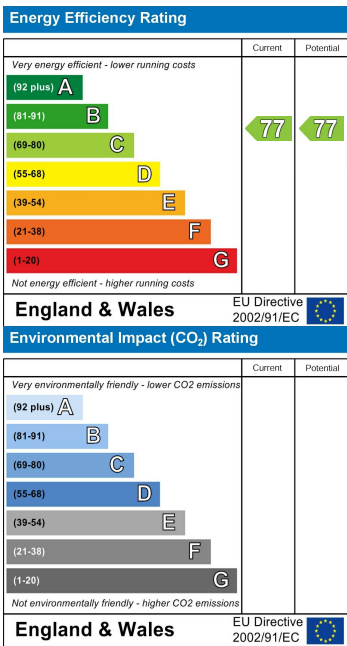 Energy Efficiency Rating
Current Potential
Very energy efficient - lower running costs
(92 plus) A
(81-91) B
(69-80) C
77 77
(55-68) D
(39-54) E
(21-38) F
(1-20) G
Not energy efficient - higher running costs
England & Wales
EU Directive
2002/91/EC
Environmental Impact (CO₂) Rating
Current Potential
Very environmentally friendly - lower CO2 emissions
(92 plus) A
(81-91) B
(69-80) C
(55-68) D
(39-54) E
(21-38) F
(1-20) G
Not environmentally friendly - higher CO2 emissions
England & Wales
EU Directive
2002/91/EC